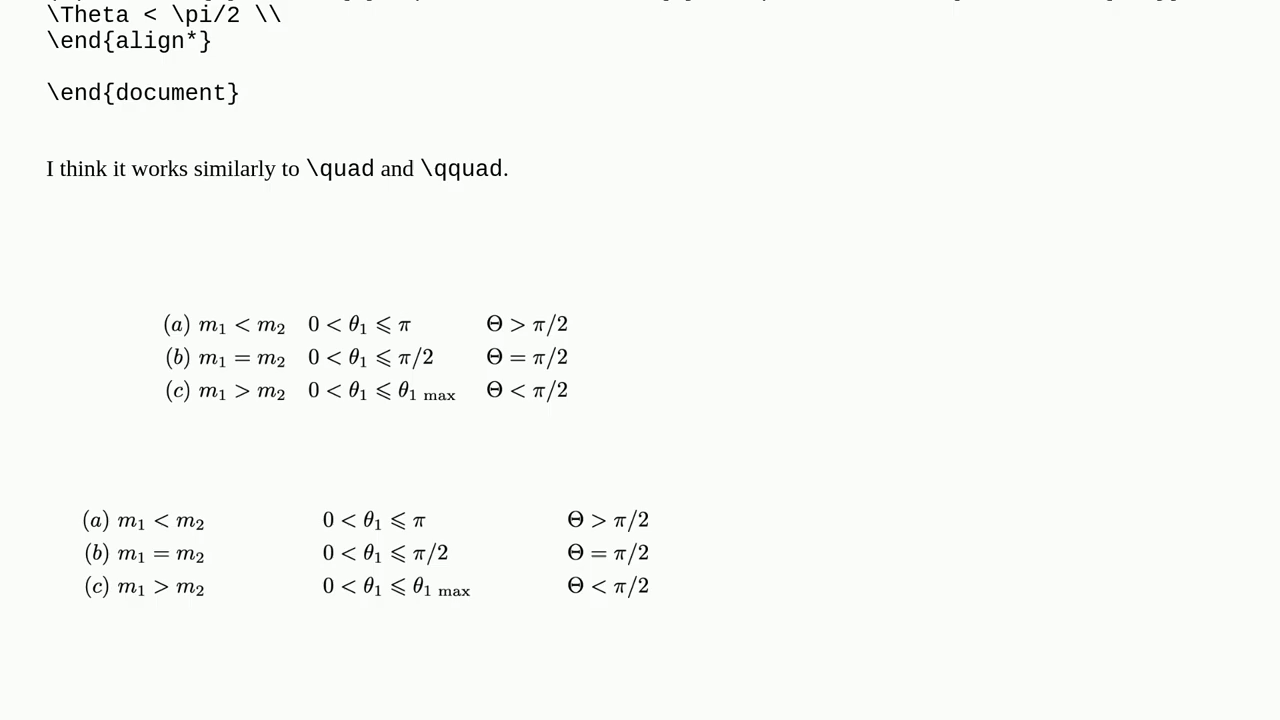 \Theta < \pi/2 \\
\end{align*}
\end{document}
I think it works similarly to \quad and \qquad.
(a) m₁ < m₂ 0 < θ₁ ⩽ π Θ > π/2
(b) m₁ = m₂ 0 < θ₁ ⩽ π/2 Θ = π/2
(c) m₁ > m₂ 0 < θ₁ ⩽ θ₁ max Θ < π/2
(a) m₁ < m₂ 0 < θ₁ ⩽ π Θ > π/2
(b) m₁ = m₂ 0 < θ₁ ⩽ π/2 Θ = π/2
(c) m₁ > m₂ 0 < θ₁ ⩽ θ₁ max Θ < π/2